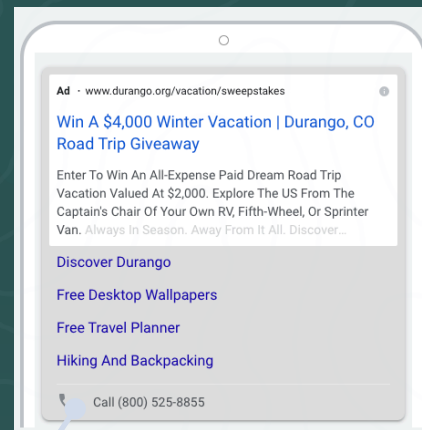 Ad · www.durango.org/vacation/sweepstakes
Win A $4,000 Winter Vacation | Durango, CO
Road Trip Giveaway
Enter To Win An All-Expense Paid Dream Road Trip
Vacation Valued At $2,000. Explore The US From The
Captain's Chair Of Your Own RV, Fifth-Wheel, Or Sprinter
Van. Always In Season. Away From It All. Discover...
Discover Durango
Free Desktop Wallpapers
Free Travel Planner
Hiking And Backpacking
Call (800) 525-8855